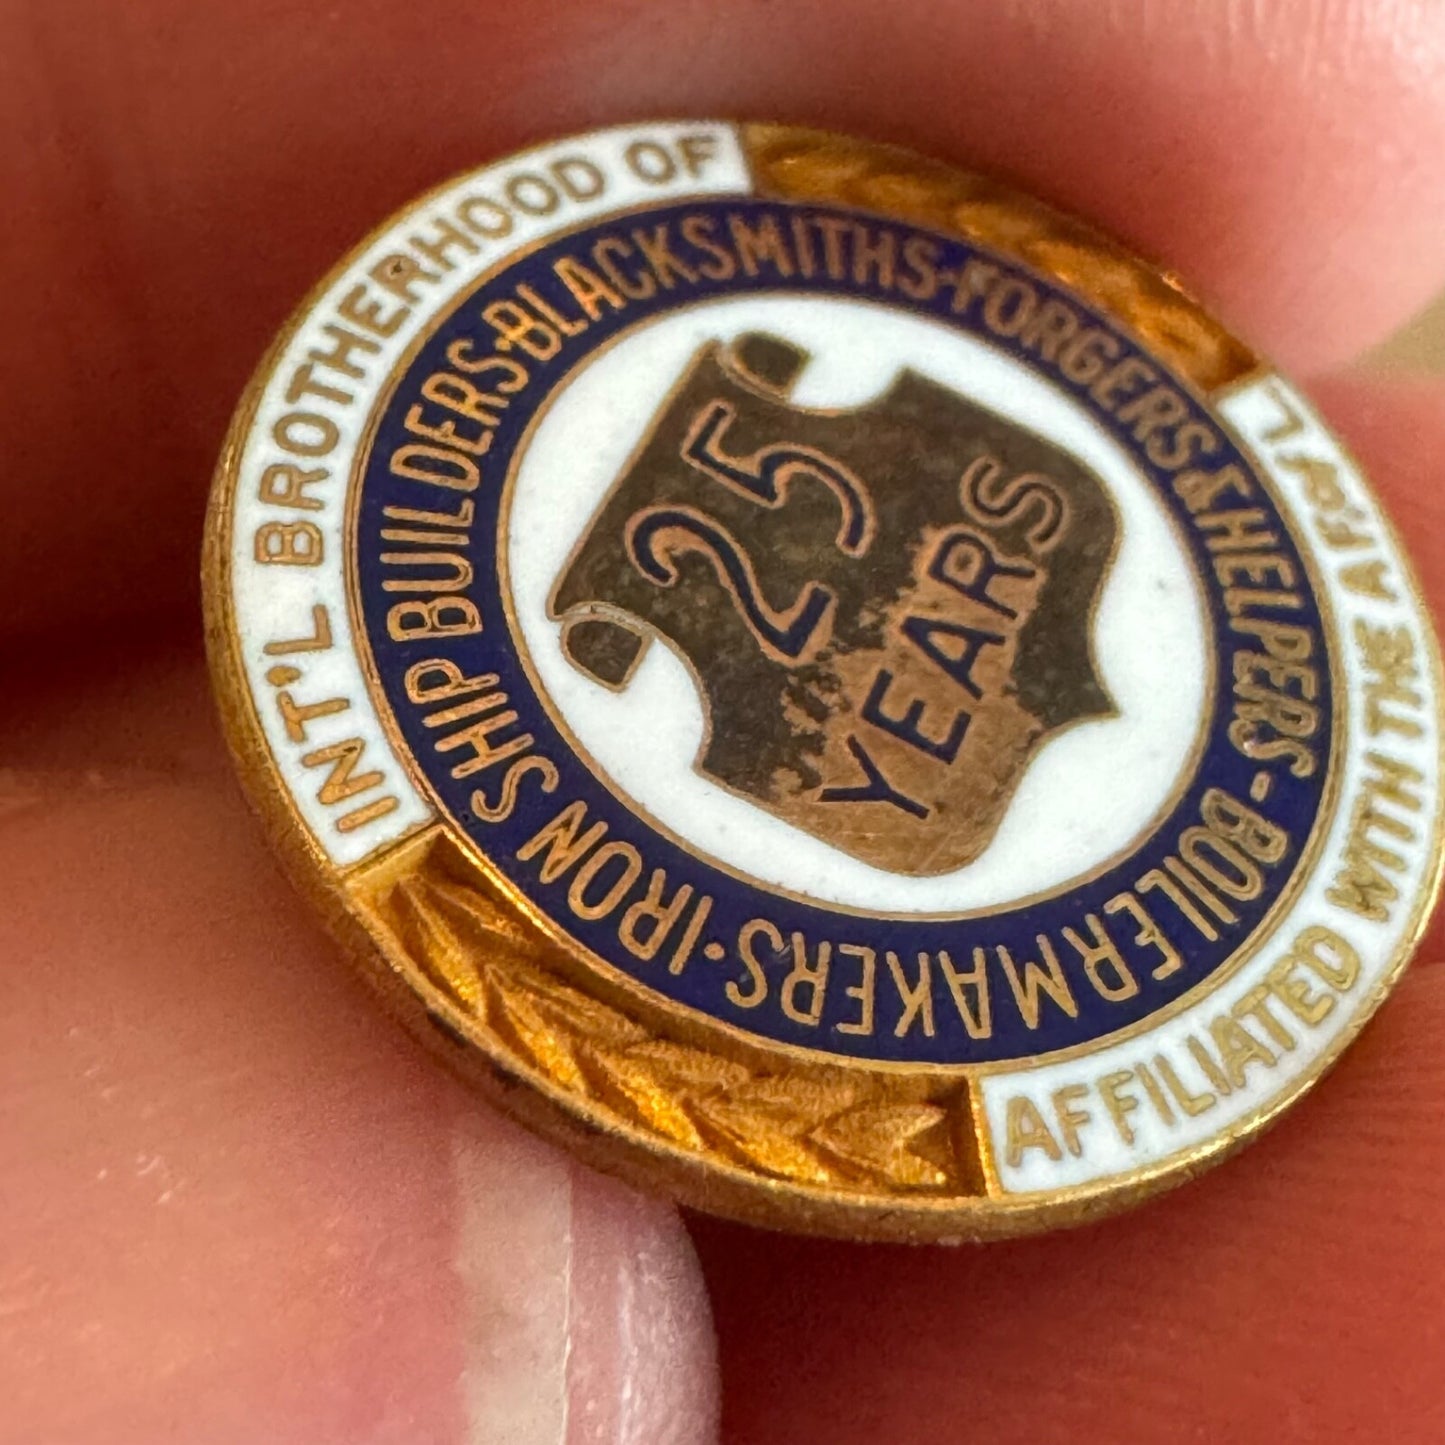 INT'L BROTHERHOOD OF
BOILERMAKERS · IRON SHIP BUILDERS · BLACKSMITHS · FORGERS & HELPERS -
25
YEARS
AFFILIATED WITH THE A.F. of L.